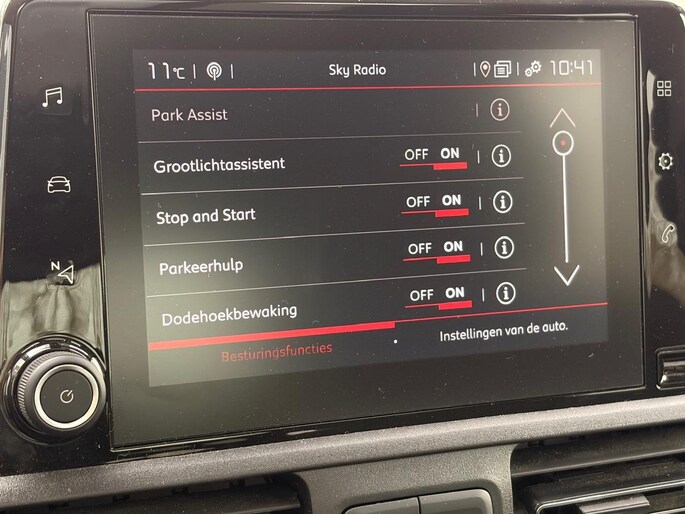 11°C Sky Radio 10:41
Park Assist
Grootlichtassistent OFF ON
Stop and Start OFF ON
Parkeerhulp OFF ON
Dodehoekbewaking OFF ON
Besturingsfuncties Instellingen van de auto.
N